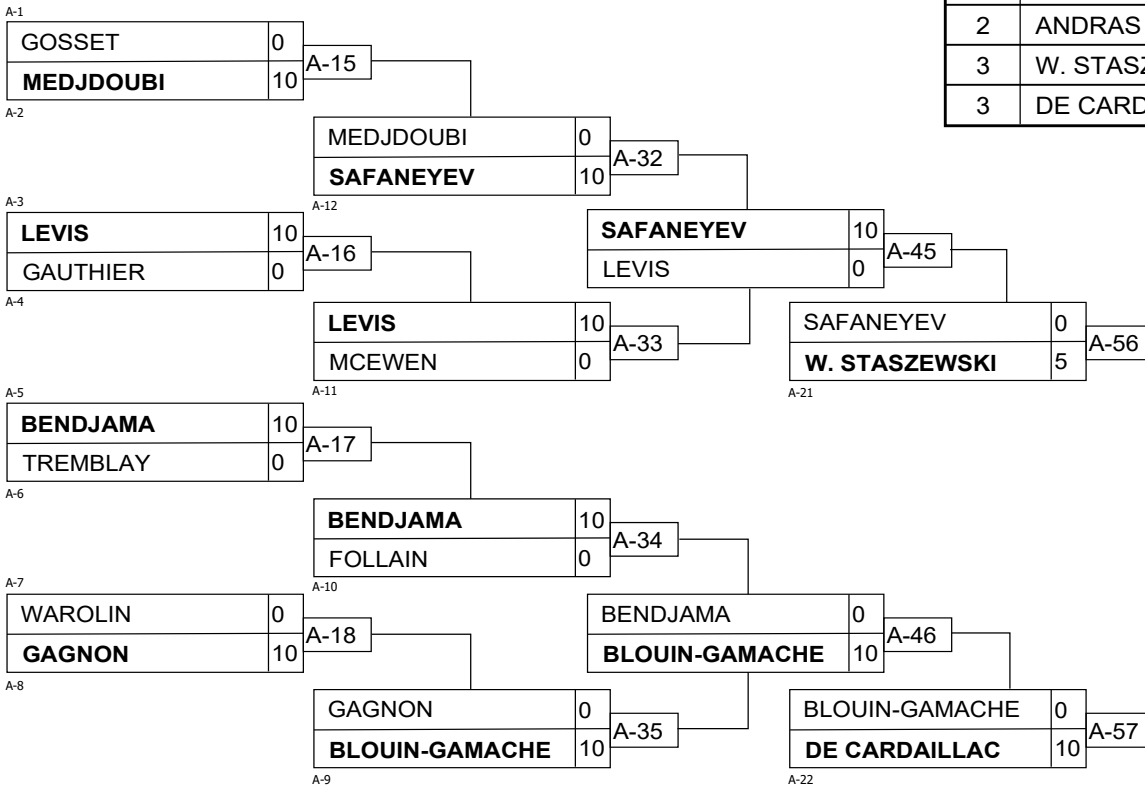 A-1
GOSSET 0
A-15
MEDJDOUBI 10
A-2
2 ANDRAS
3 W.
3 DE
MEDJDOUBI 0
A-32
SAFANEYEV 10
A-12
A-3
LEVIS 10
A-16
GAUTHIER 0
A-4
SAFANEYEV 10
A-45
LEVIS 0
LEVIS 10
A-33
MCEWEN 0
A-11
SAFANEYEV 0
A-56
W. STASZEWSKI 5
A-21
A-5
BENDJAMA 10
A-17
TREMBLAY 0
A-6
BENDJAMA 10
A-34
FOLLAIN 0
A-10
A-7
WAROLIN 0
A-18
GAGNON 10
A-8
BENDJAMA 0
A-46
BLOUIN-GAMACHE 10
GAGNON 0
A-35
BLOUIN-GAMACHE 10
A-9
BLOUIN-GAMACHE 0
A-57
DE CARDAILLAC 10
A-22